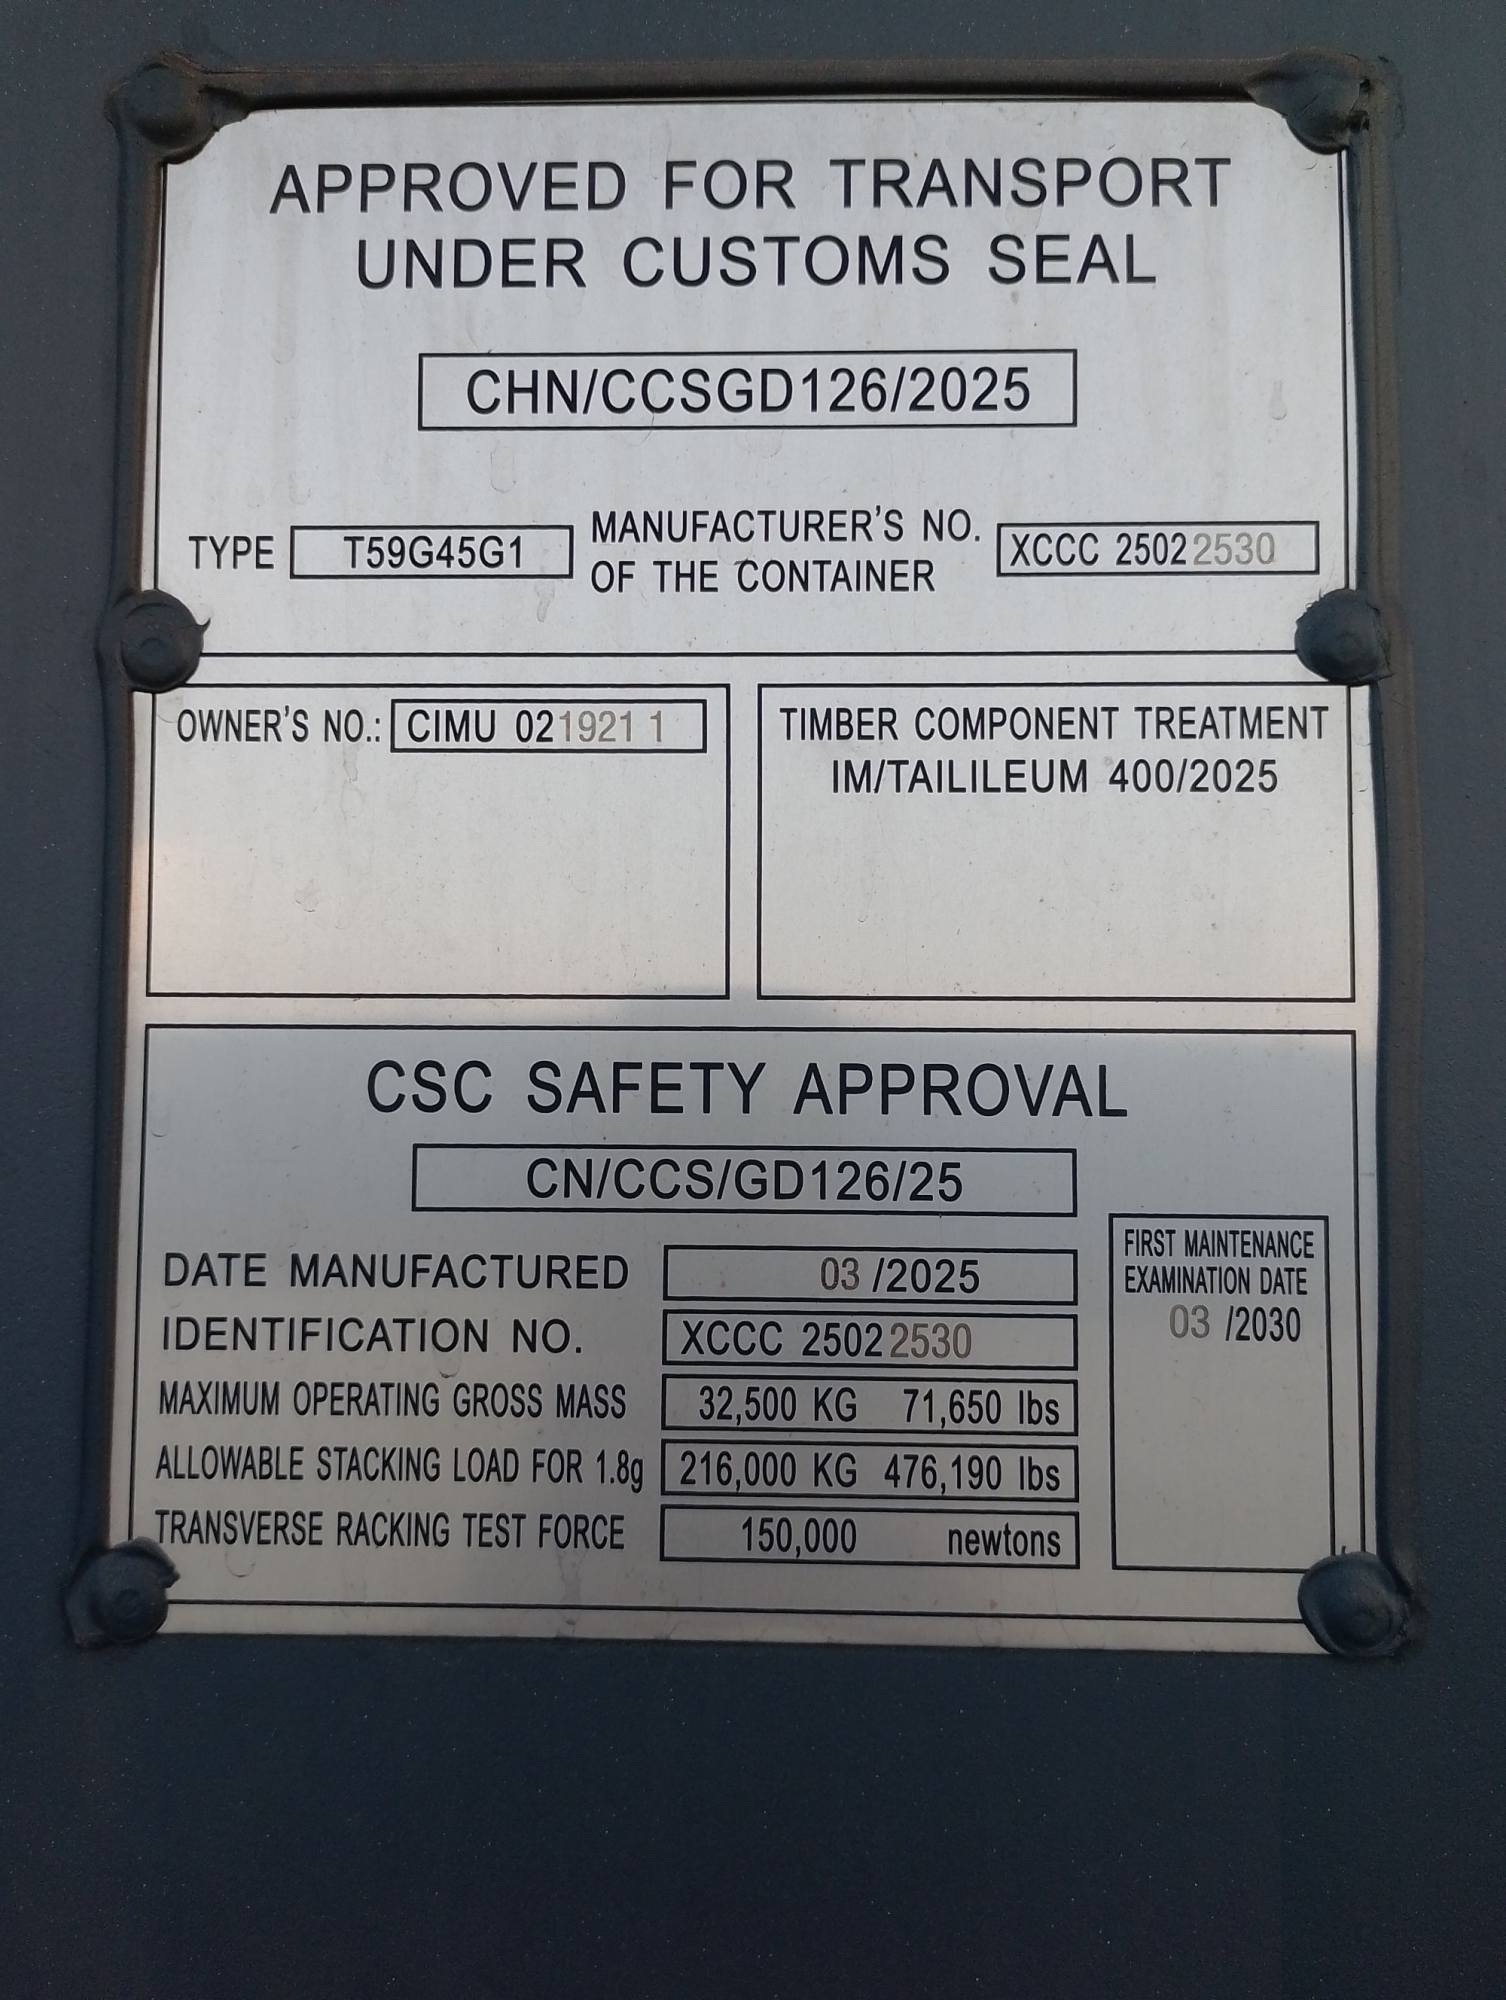 APPROVED FOR TRANSPORT
UNDER CUSTOMS SEAL
CHN/CCSGD126/2025
TYPE T59G45G1 MANUFACTURER'S NO. OF THE CONTAINER XCCC 25022530
OWNER'S NO.: CIMU 021921 1
TIMBER COMPONENT TREATMENT
IM/TAILILEUM 400/2025
CSC SAFETY APPROVAL
CN/CCS/GD126/25
DATE MANUFACTURED 03 /2025
IDENTIFICATION NO. XCCC 25022530
MAXIMUM OPERATING GROSS MASS 32,500 KG 71,650 lbs
ALLOWABLE STACKING LOAD FOR 1.8g 216,000 KG 476,190 lbs
TRANSVERSE RACKING TEST FORCE 150,000 newtons
FIRST MAINTENANCE
EXAMINATION DATE
03 /2030